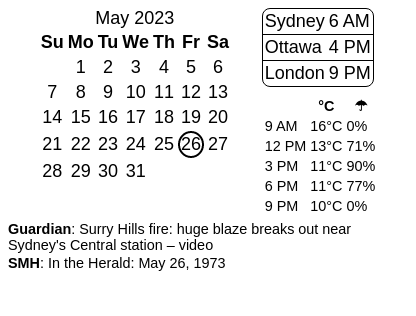 May 2023
Su Mo Tu We Th Fr Sa
1 2 3 4 5 6
7 8 9 10 11 12 13
14 15 16 17 18 19 20
21 22 23 24 25 26 27
28 29 30 31
Sydney 6 AM
Ottawa 4 PM
London 9 PM
°C ☂
9 AM 16°C 0%
12 PM 13°C 71%
3 PM 11°C 90%
6 PM 11°C 77%
9 PM 10°C 0%
Guardian: Surry Hills fire: huge blaze breaks out near
Sydney's Central station – video
SMH: In the Herald: May 26, 1973